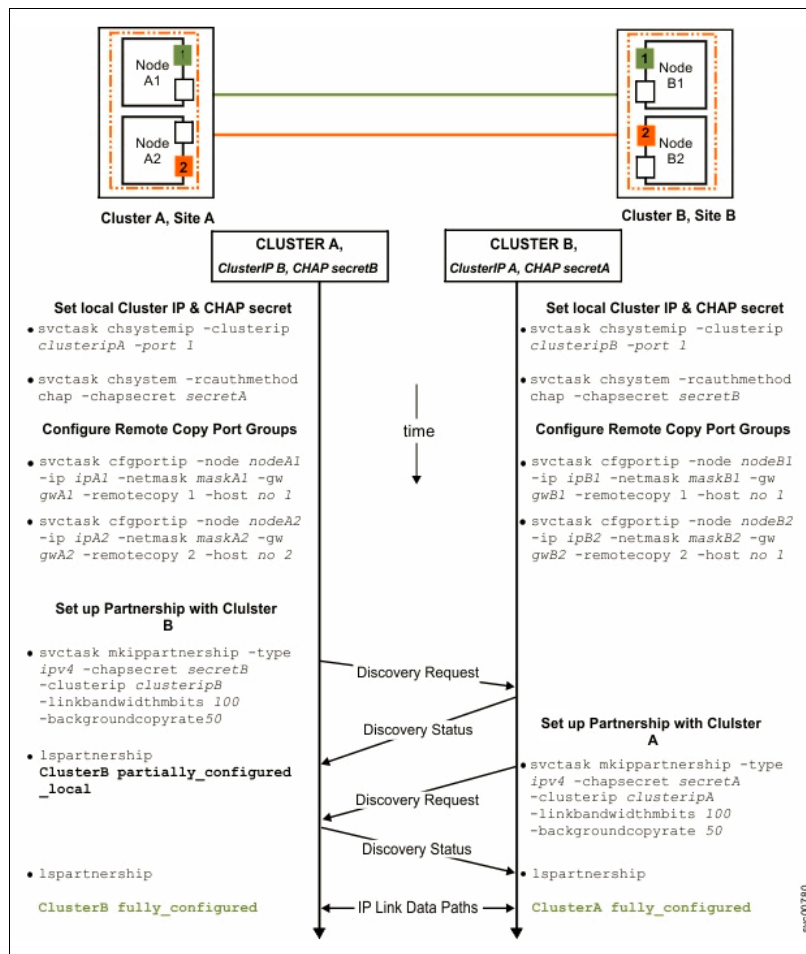 Node
A1
1
Node
A2
2
1
Node
B1
2
Node
B2
Cluster A, Site A
Cluster B, Site B
CLUSTER A,
ClusterIP B, CHAP secretB
CLUSTER B,
ClusterIP A, CHAP secretA
Set local Cluster IP & CHAP secret
• svctask chsystemip -clusterip
clusteripA -port 1
• svctask chsystem -rcauthmethod
chap -chapsecret secretA
Configure Remote Copy Port Groups
• svctask cfgportip -node nodeA1
-ip ipA1 -netmask maskA1 -gw
gwA1 -remotecopy 1 -host no 1
• svctask cfgportip -node nodeA2
-ip ipA2 -netmask maskA2 -gw
gwA2 -remotecopy 2 -host no 2
Set up Partnership with Clulster
B
• svctask mkippartnership -type
ipv4 -chapsecret secretB
-clusterip clusteripB
-linkbandwidthmbits 100
-backgroundcopyrate50
• lspartnership
ClusterB partially_configured
_local
• lspartnership
ClusterB fully_configured
time
Discovery Request
Discovery Status
Discovery Request
Discovery Status
IP Link Data Paths
Set local Cluster IP & CHAP secret
• svctask chsystemip -clusterip
clusteripB -port 1
• svctask chsystem -rcauthmethod
chap -chapsecret secretB
Configure Remote Copy Port Groups
• svctask cfgportip -node nodeB1
-ip ipB1 -netmask maskB1 -gw
gwB1 -remotecopy 1 -host no 1
• svctask cfgportip -node nodeB2
-ip ipB2 -netmask maskB2 -gw
gwB2 -remotecopy 2 -host no 1
Set up Partnership with Clulster
A
• svctask mkippartnership -type
ipv4 -chapsecret secretA
-clusterip clusteripA
-linkbandwidthmbits 100
-backgroundcopyrate 50
• lspartnership
ClusterA fully_configured
svc00780